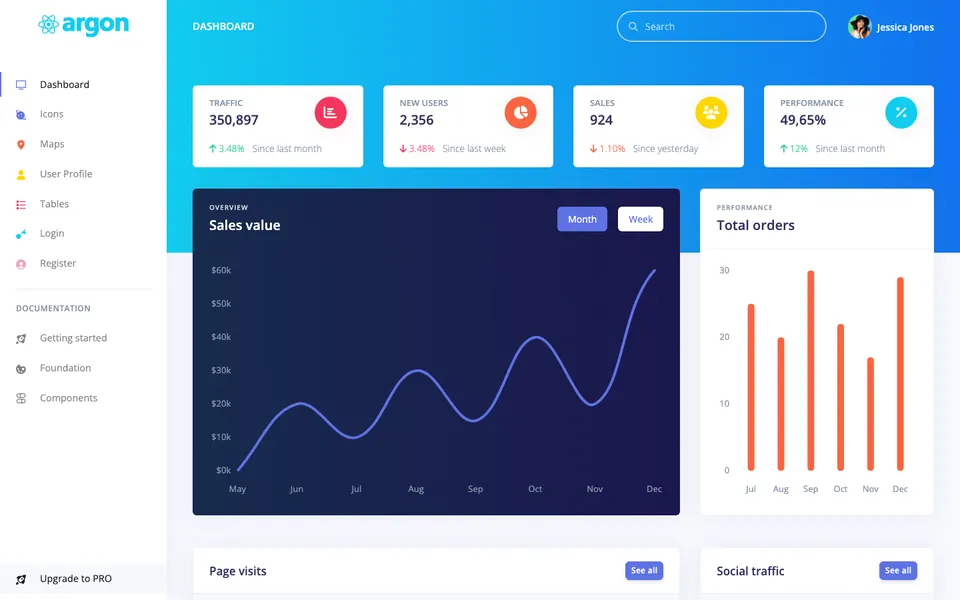 argon
Dashboard
Icons
Maps
User Profile
Tables
Login
Register
DOCUMENTATION
Getting started
Foundation
Components
Upgrade to PRO
DASHBOARD
Search
Jessica Jones
TRAFFIC
350,897
3.48% Since last month
NEW USERS
2,356
3.48% Since last week
SALES
924
1.10% Since yesterday
PERFORMANCE
49,65%
12% Since last month
OVERVIEW
Sales value
Month
Week
$60k
$50k
$40k
$30k
$20k
$10k
$0k
May Jun Jul Aug Sep Oct Nov Dec
PERFORMANCE
Total orders
30
20
10
0
Jul Aug Sep Oct Nov Dec
Page visits
See all
Social traffic
See all